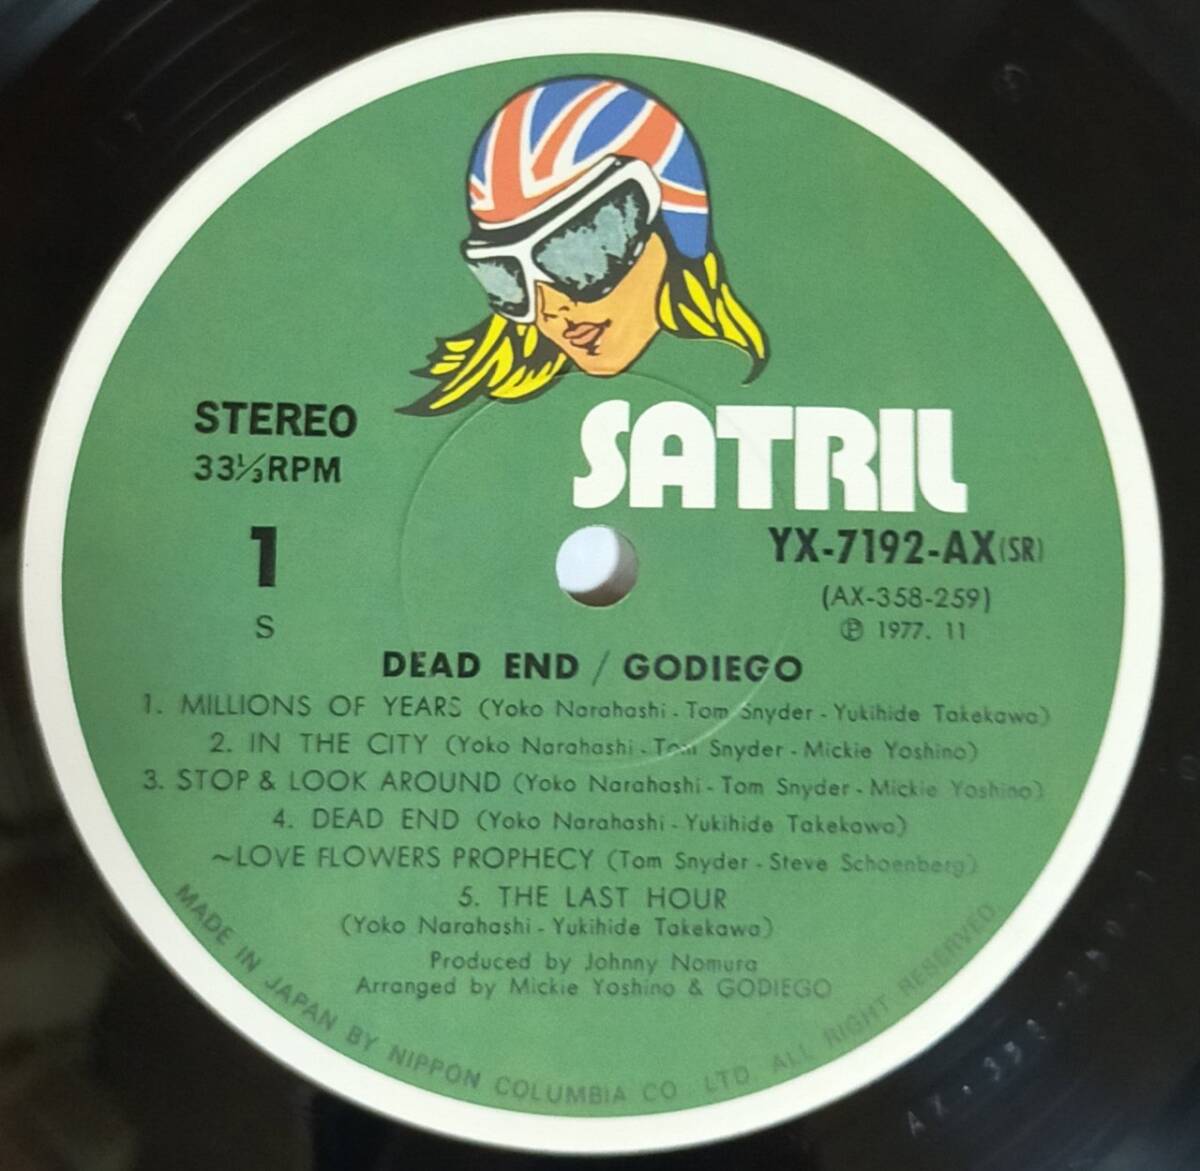 SATRIL
STEREO
33⅓RPM
1
S
YX-7192-AX(SR)
(AX-358-259)
Ⓟ 1977. 11
DEAD END / GODIEGO
1. MILLIONS OF YEARS (Yoko Narahashi - Tom Snyder - Yukihide Takekawa)
2. IN THE CITY (Yoko Narahashi - Tom Snyder - Mickie Yoshino)
3. STOP & LOOK AROUND (Yoko Narahashi - Tom Snyder - Mickie Yoshino)
4. DEAD END (Yoko Narahashi - Yukihide Takekawa)
~LOVE FLOWERS PROPHECY (Tom Snyder - Steve Schoenberg)
5. THE LAST HOUR
(Yoko Narahashi - Yukihide Takekawa)
Produced by Johnny Nomura
Arranged by Mickie Yoshino & GODIEGO
MADE IN JAPAN BY NIPPON COLUMBIA CO. LTD. ALL RIGHT RESERVED.